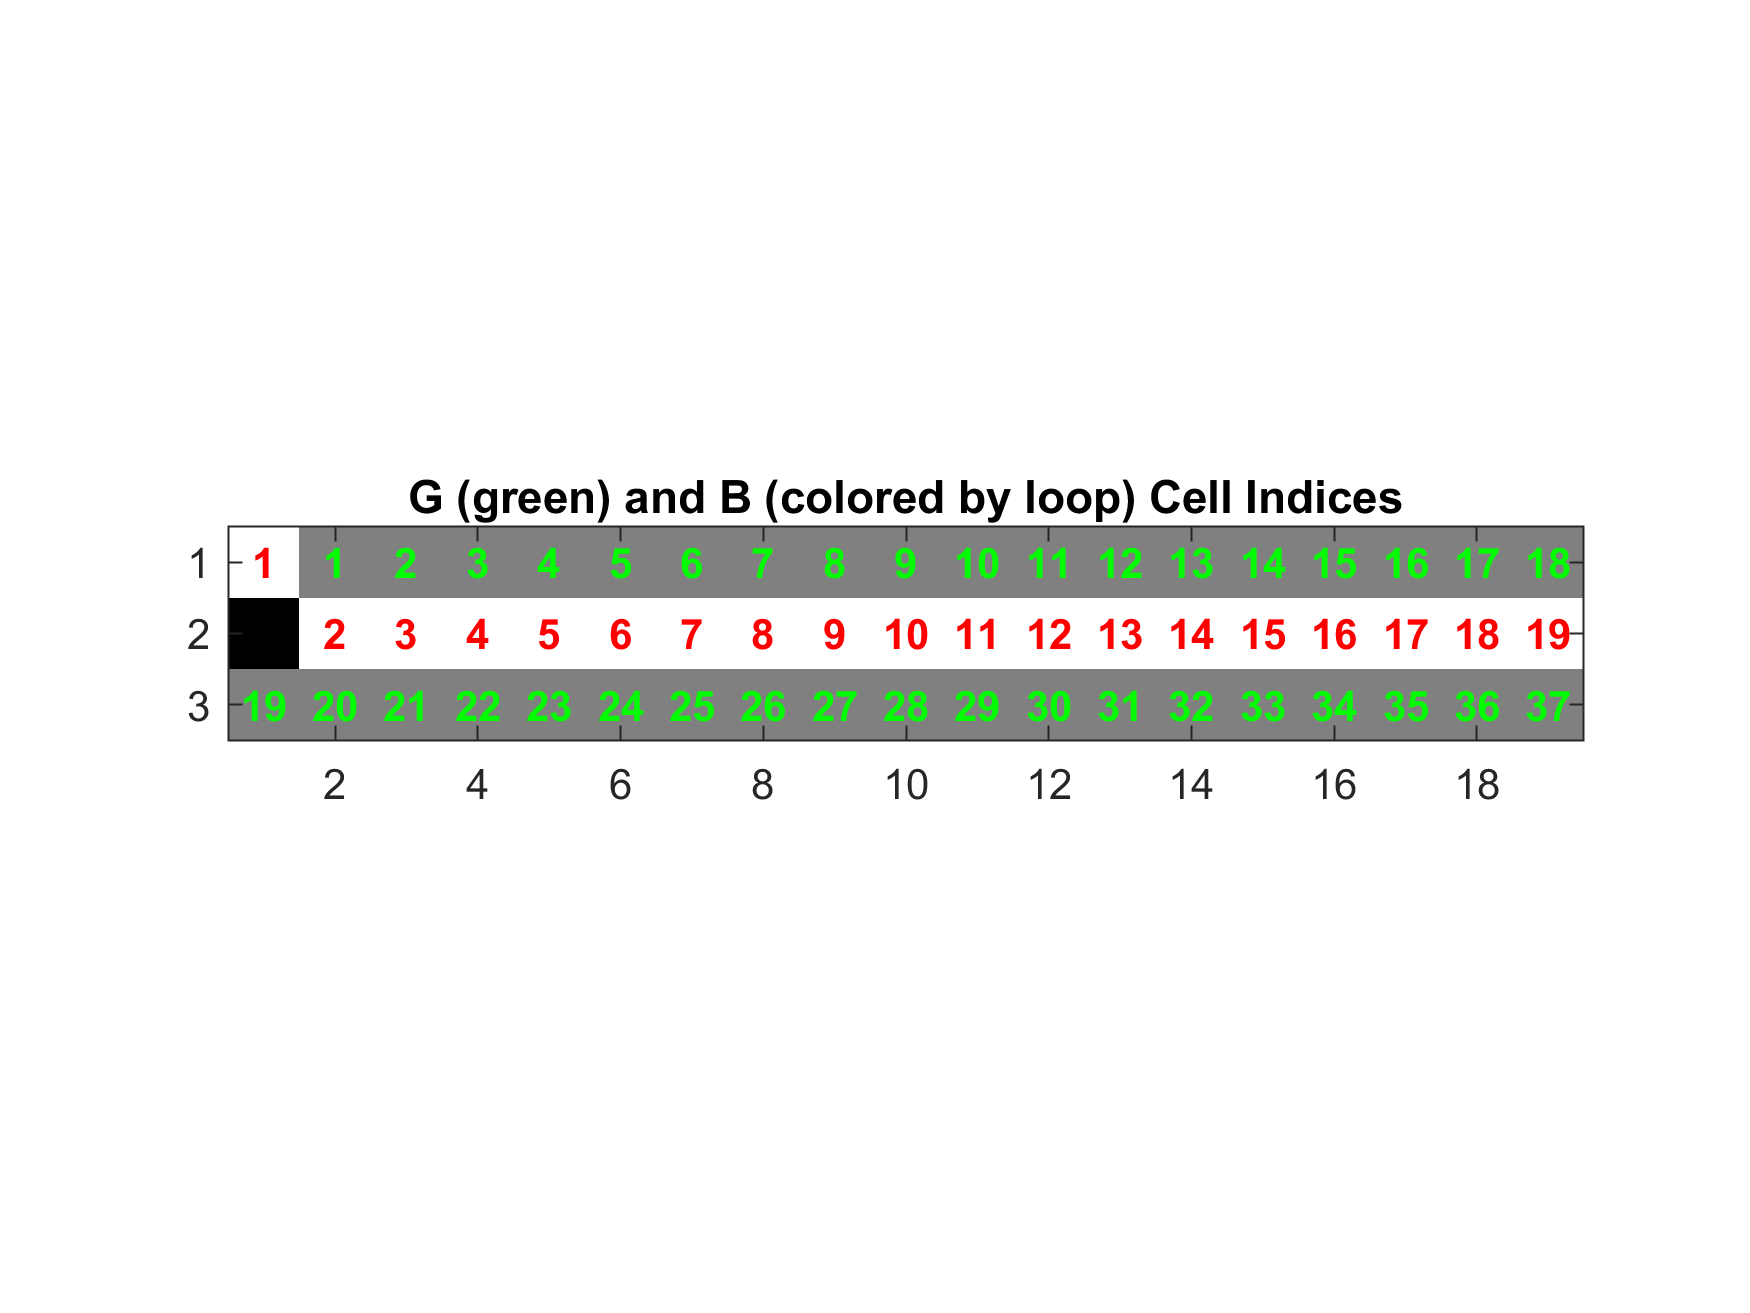 G (green) and B (colored by loop) Cell Indices
1 1 1 2 3 4 5 6 7 8 9 10 11 12 13 14 15 16 17 18
2 2 3 4 5 6 7 8 9 10 11 12 13 14 15 16 17 18 19
3 19 20 21 22 23 24 25 26 27 28 29 30 31 32 33 34 35 36 37
2 4 6 8 10 12 14 16 18